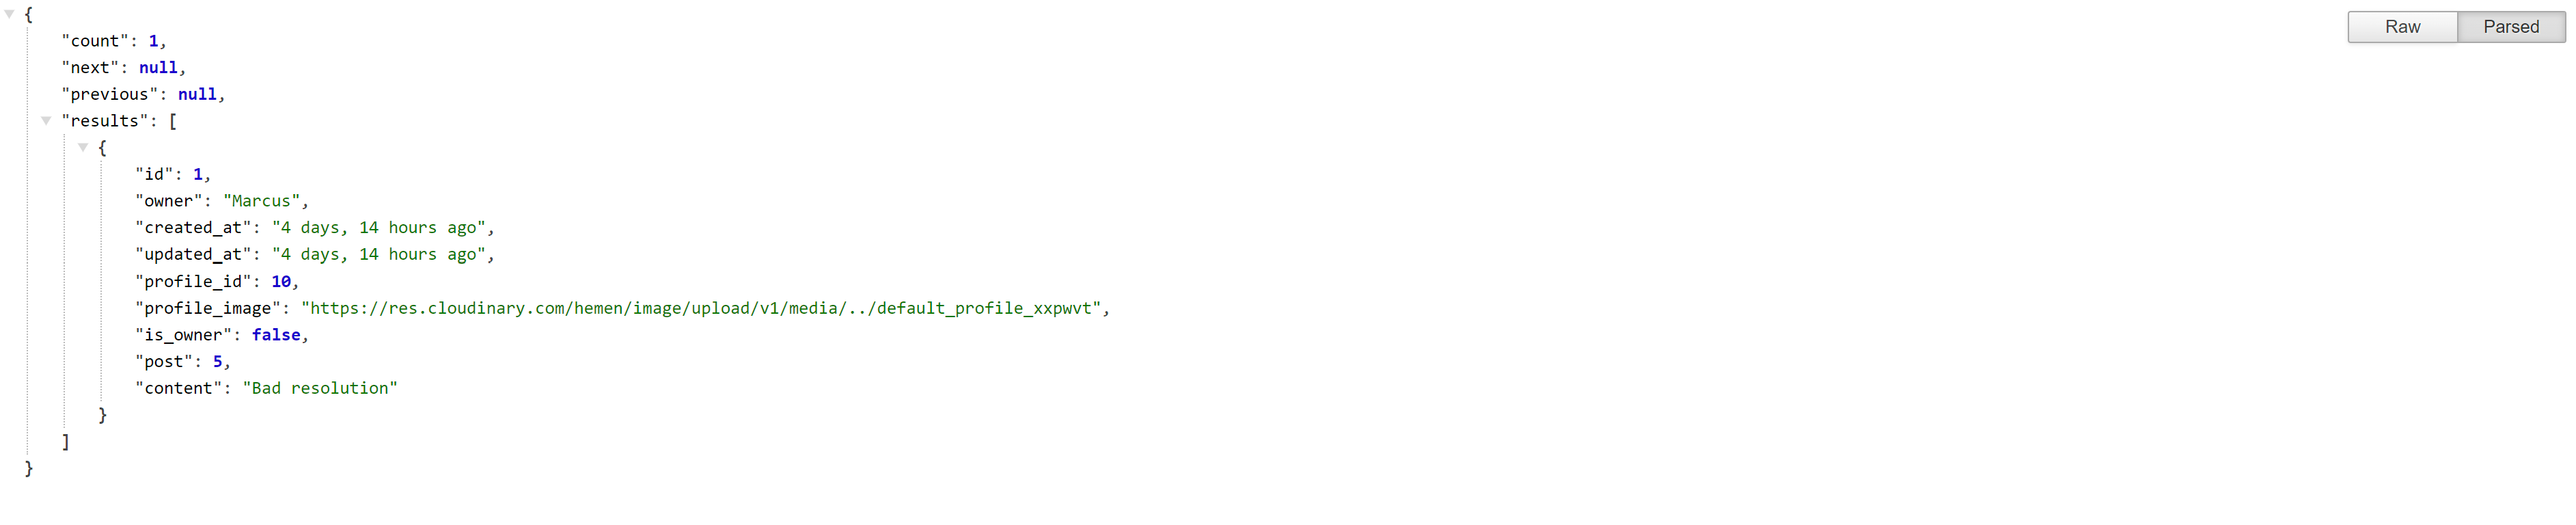 {
"count": 1,
Raw Parsed
"next": null,
"previous": null,
"results": [
{
"id": 1,
"owner": "Marcus",
"created_at": "4 days, 14 hours ago",
"updated_at": "4 days, 14 hours ago",
"profile_id": 10,
"profile_image": "https://res.cloudinary.com/hemen/image/upload/v1/media/../default_profile_xxpwvt",
"is_owner": false,
"post": 5,
"content": "Bad resolution"
}
]
}